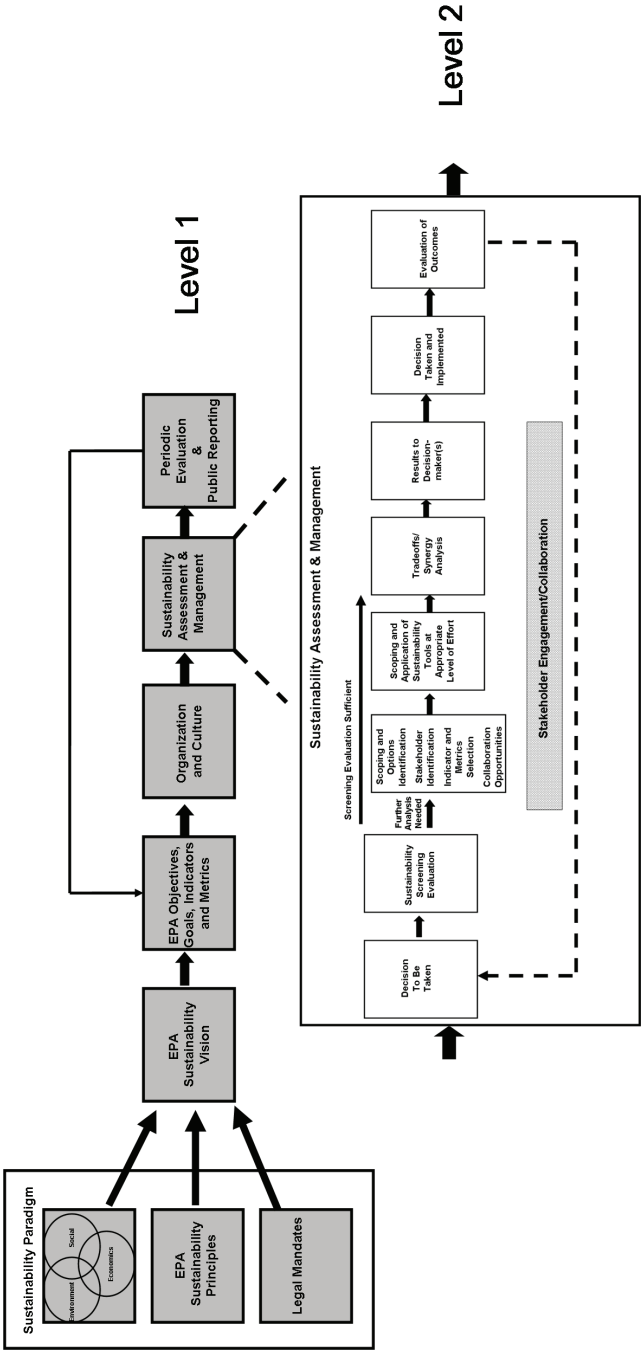 Sustainability Paradigm
Environment
Social
Economics
EPA
Sustainability
Principles
Legal Mandates
EPA
Sustainability
Vision
EPA Objectives,
Goals, Indicators
and Metrics
Organization
and Culture
Sustainability
Assessment &
Management
Periodic
Evaluation
&
Public Reporting
Level 1
Sustainability Assessment & Management
Decision
To Be
Taken
Sustainability
Screening
Evaluation
Screening Evaluation Sufficient
Further
Analysis
Needed
Scoping and
Options
Identification
Stakeholder
Identification
Indicator and
Metrics
Selection
Collaboration
Opportunities
Scoping and
Application of
Sustainability
Tools at
Appropriate
Level of Effort
Tradeoffs/
Synergy
Analysis
Results to
Decision-
maker(s)
Decision
Taken and
Implemented
Evaluation of
Outcomes
Stakeholder Engagement/Collaboration
Level 2